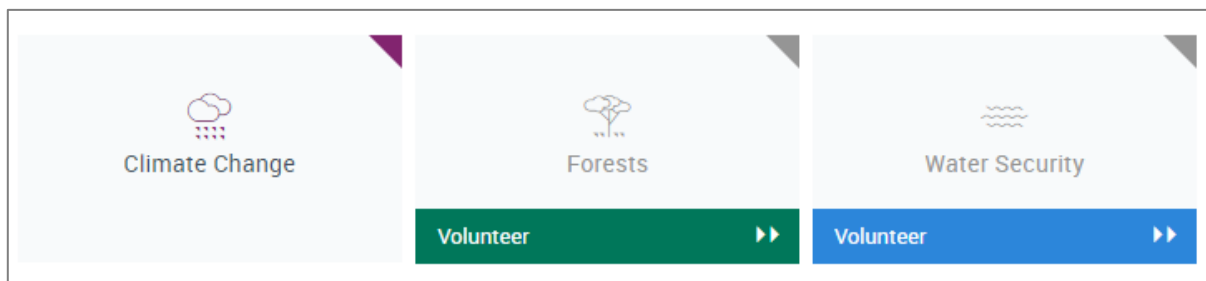 Climate Change
Forests
Water Security
Volunteer
Volunteer